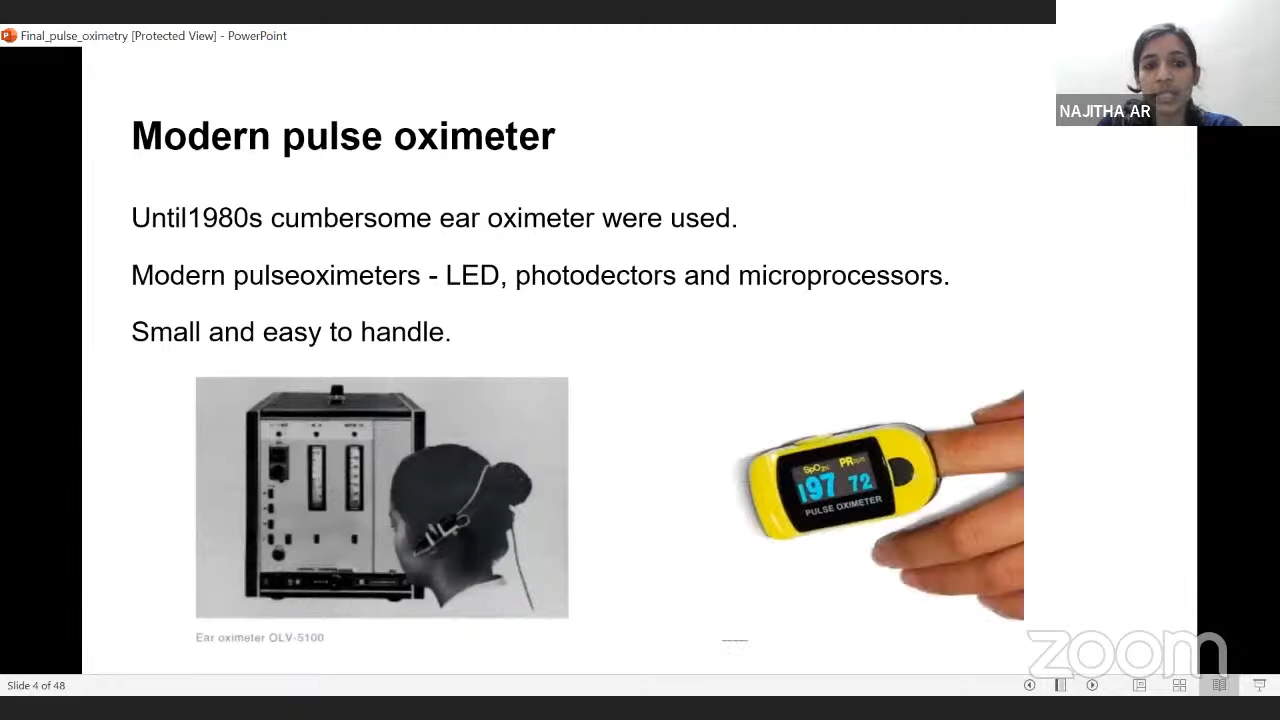 Final_pulse_oximetry [Protected View] - PowerPoint
NAJITHA AR
Modern pulse oximeter
Until1980s cumbersome ear oximeter were used.
Modern pulseoximeters - LED, photodectors and microprocessors.
Small and easy to handle.
SpO2% PRbpm
97 72
PULSE OXIMETER
Ear oximeter OLV-5100
zoom
Slide 4 of 48